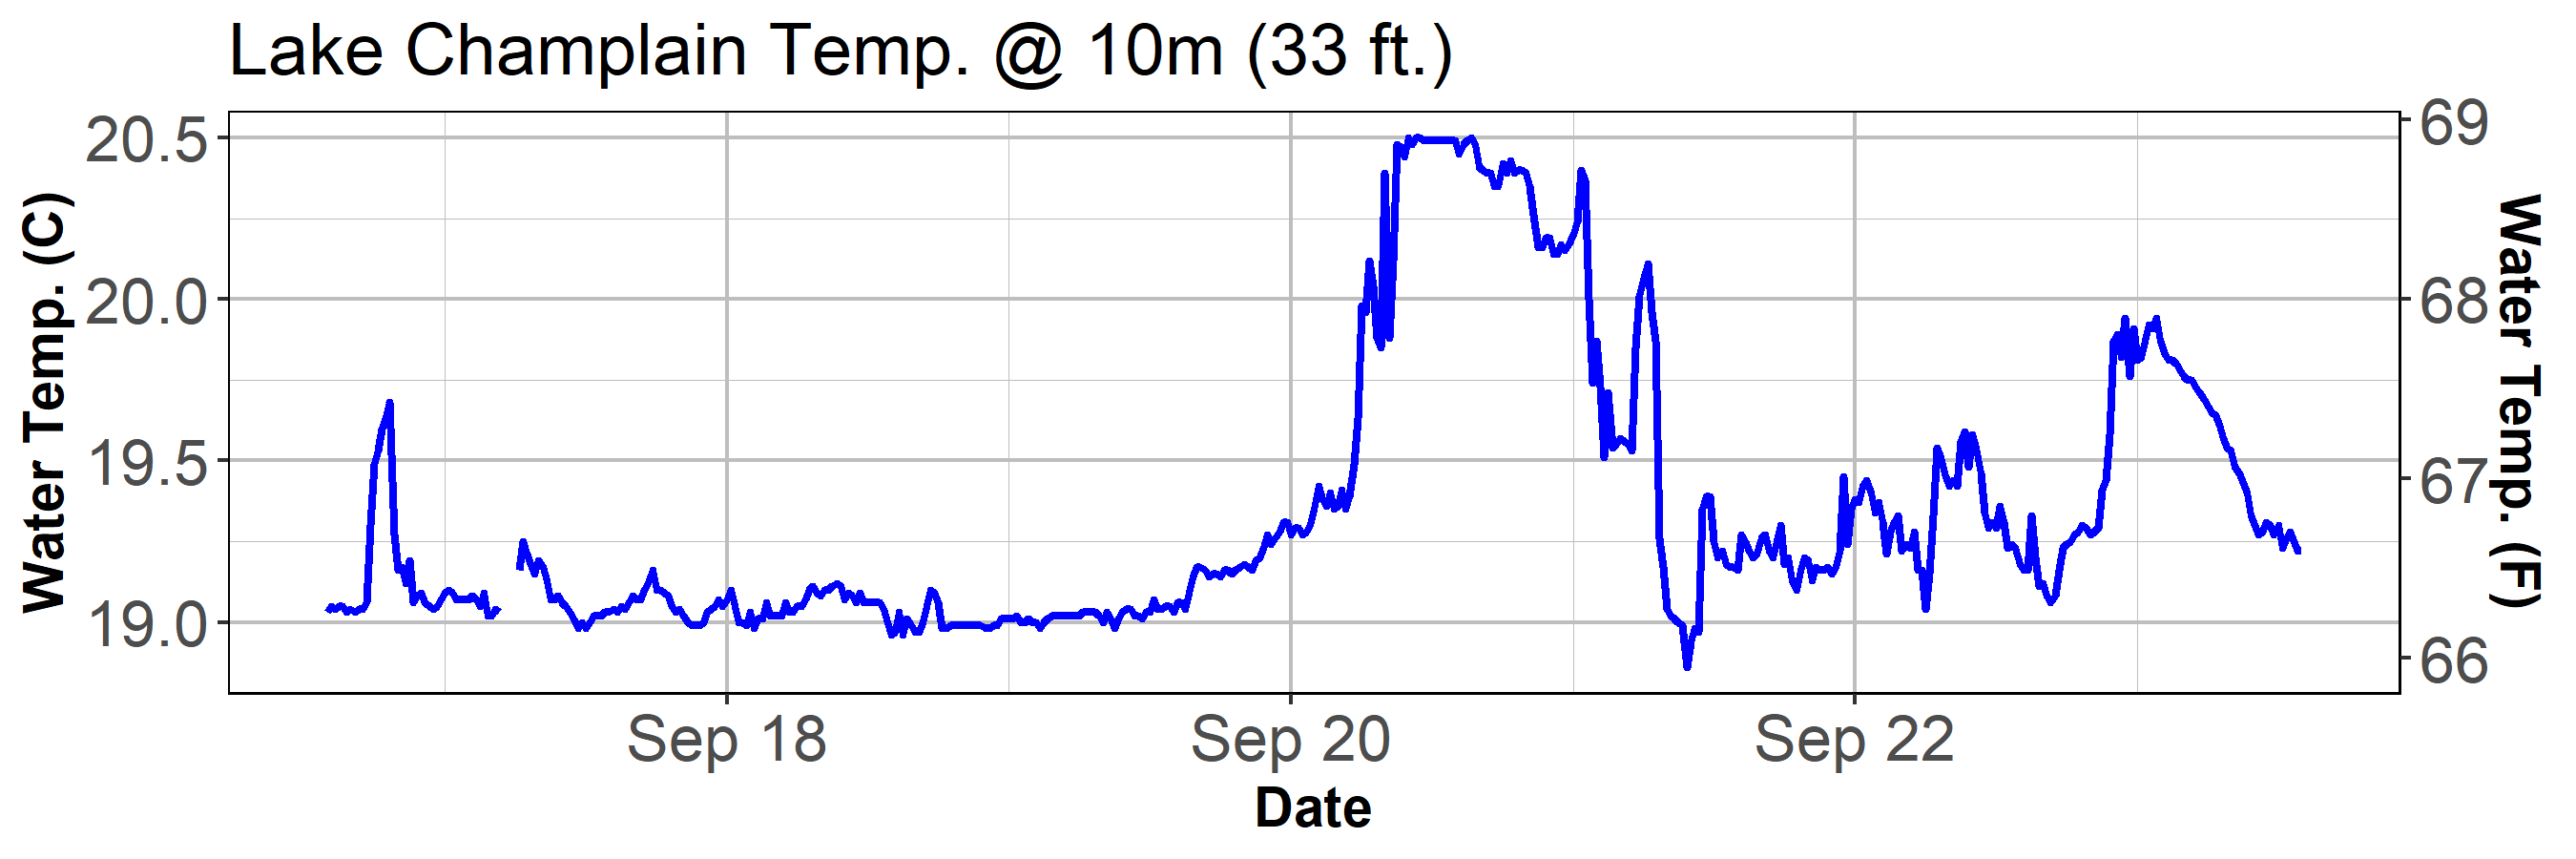 Lake Champlain Temp. @ 10m (33 ft.)
Water Temp. (C)
20.5
20.0
19.5
19.0
69
68
67
66
Water Temp. (F)
Sep 18
Sep 20
Sep 22
Date